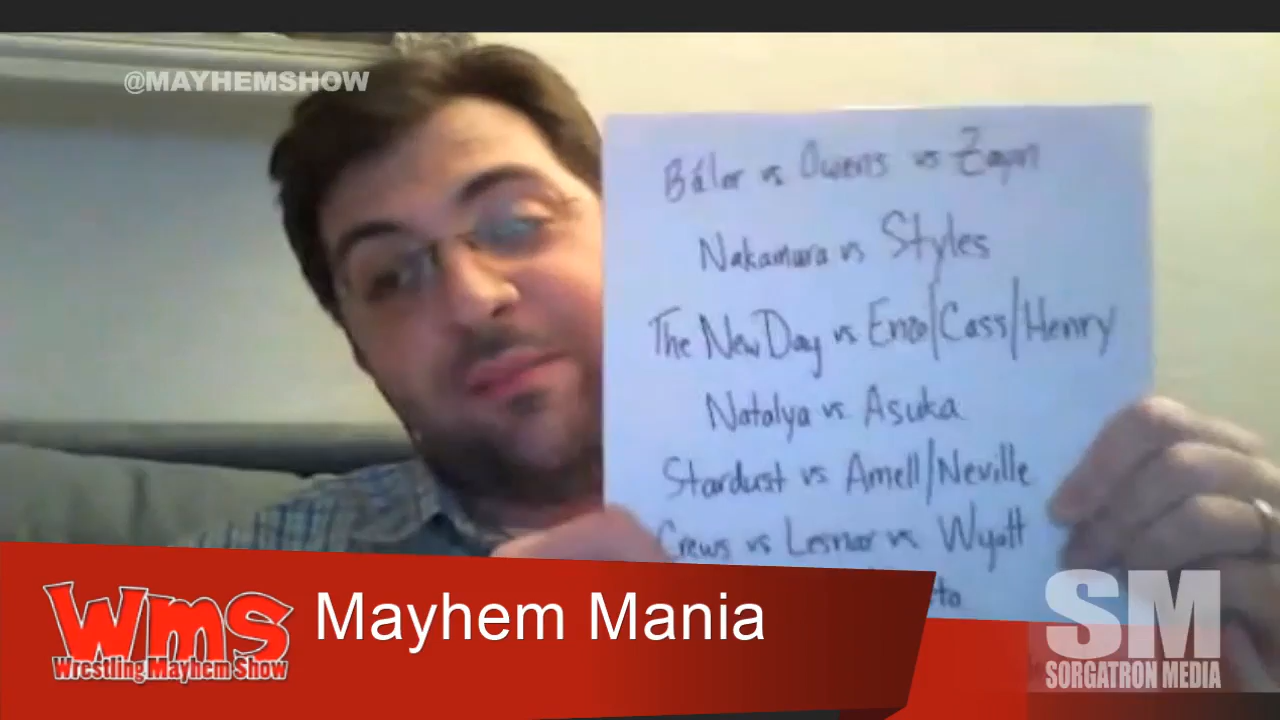 @MAYHEMSHOW
Bálor vs Owens vs Zayn
Nakamura vs Styles
The New Day vs Enzo/Cass/Henry
Natalya vs Asuka
Stardust vs Amell/Neville
Crews vs Lesnar vs Wyatt
Wms
Wrestling Mayhem Show
Mayhem Mania
SM
SORGATRON MEDIA